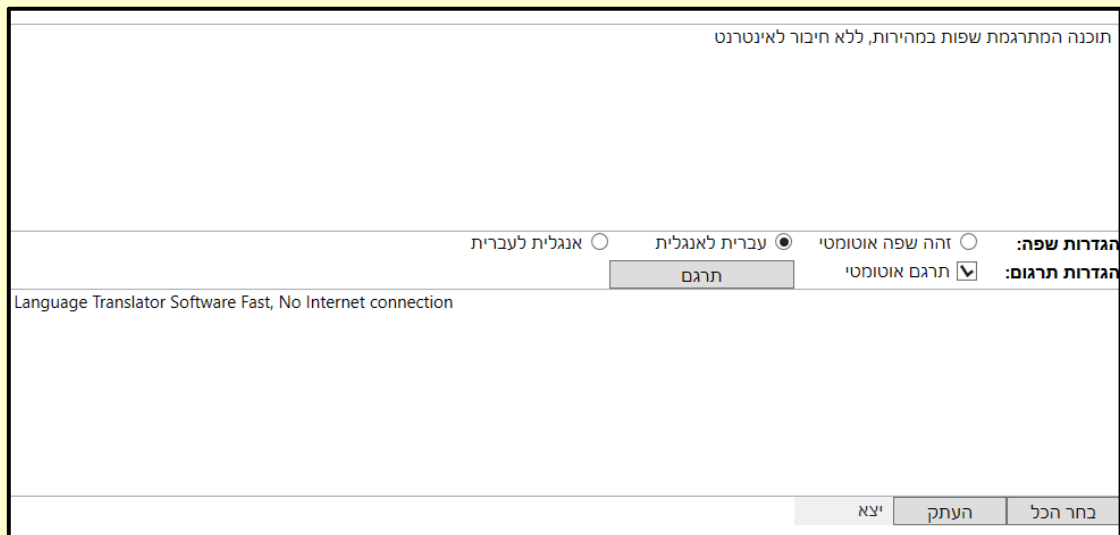 תוכנה המתרגמת שפות במהירות, ללא חיבור לאינטרנט
הגדרות שפה: זהה שפה אוטומטי עברית לאנגלית אנגלית לעברית
הגדרות תרגום: תרגם אוטומטי תרגם
Language Translator Software Fast, No Internet connection
בחר הכל העתק יצא